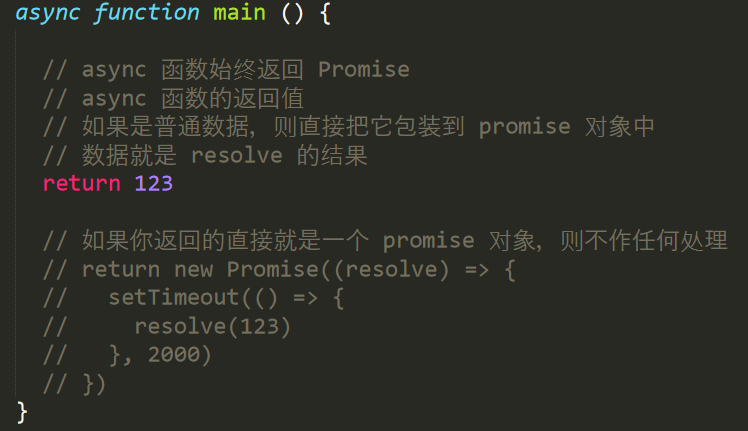 async function main () {
// async 函数始终返回 Promise
// async 函数的返回值
// 如果是普通数据，则直接把它包装到 promise 对象中
// 数据就是 resolve 的结果
return 123
// 如果你返回的直接就是一个 promise 对象，则不作任何处理
// return new Promise((resolve) => {
//   setTimeout(() => {
//     resolve(123)
//   }, 2000)
// })
}